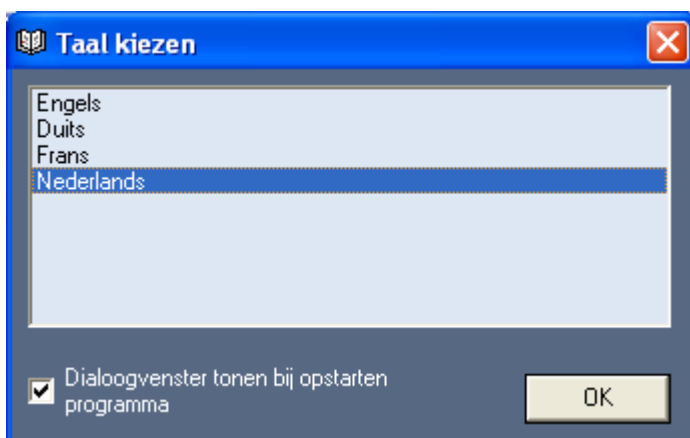 Taal kiezen
Engels
Duits
Frans
Nederlands
Dialoogvenster tonen bij opstarten
programma
OK